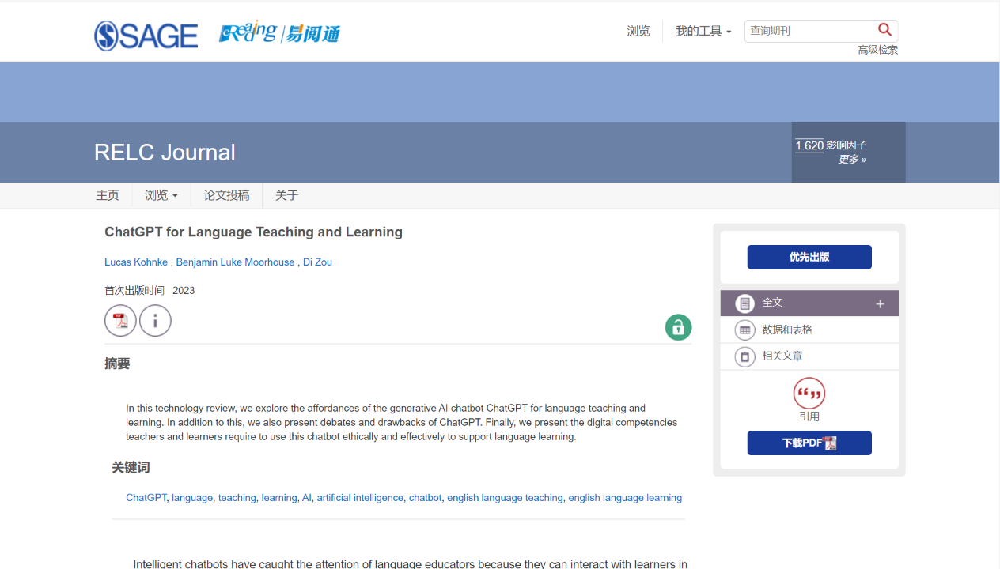 SAGE eReading | 易阅通
浏览 我的工具 查询期刊
高级检索
RELC Journal
1.620 影响因子
更多 »
主页 浏览 论文投稿 关于
ChatGPT for Language Teaching and Learning
Lucas Kohnke , Benjamin Luke Moorhouse , Di Zou
首次出版时间 2023
摘要
In this technology review, we explore the affordances of the generative AI chatbot ChatGPT for language teaching and
learning. In addition to this, we also present debates and drawbacks of ChatGPT. Finally, we present the digital competencies
teachers and learners require to use this chatbot ethically and effectively to support language learning.
关键词
ChatGPT, language, teaching, learning, AI, artificial intelligence, chatbot, english language teaching, english language learning
Intelligent chatbots have caught the attention of language educators because they can interact with learners in
优先出版
全文 +
数据和表格
相关文章
引用
下载PDF